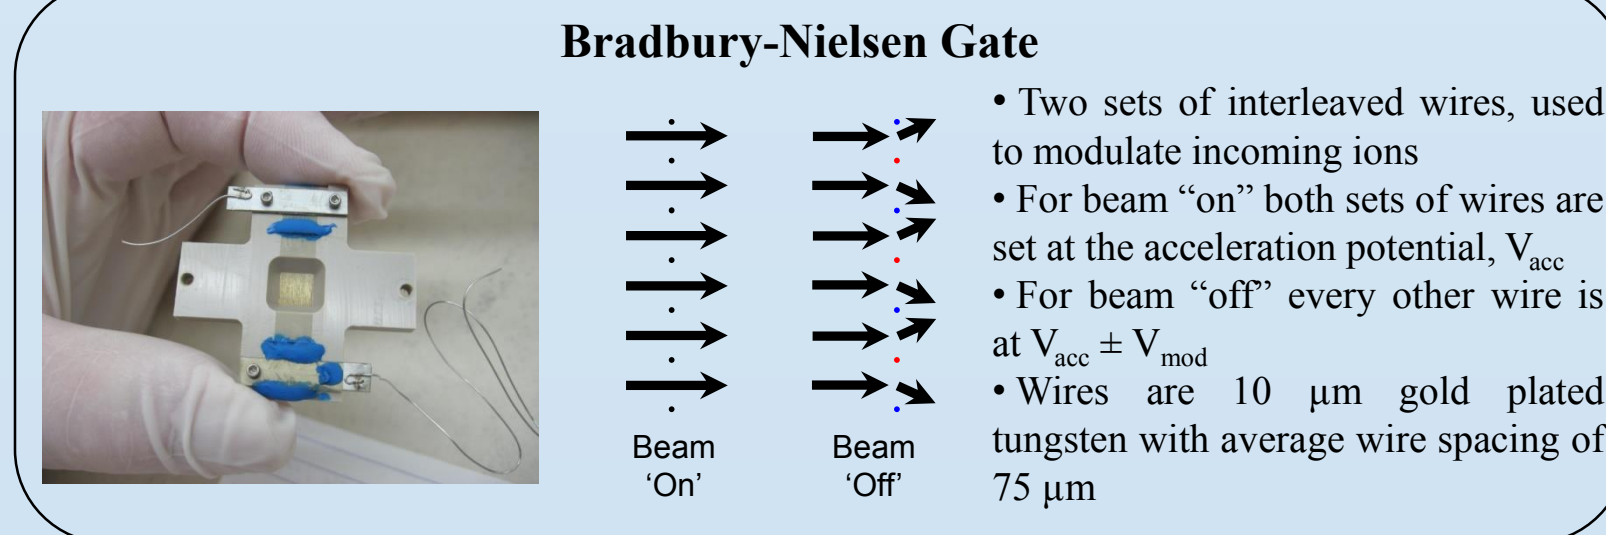 Bradbury-Nielsen Gate
• Two sets of interleaved wires, used
to modulate incoming ions
• For beam “on” both sets of wires are
set at the acceleration potential, Vacc
• For beam “off” every other wire is
at Vacc ± Vmod
• Wires are 10 µm gold plated
tungsten with average wire spacing of
75 µm
Beam
‘On’
Beam
‘Off’